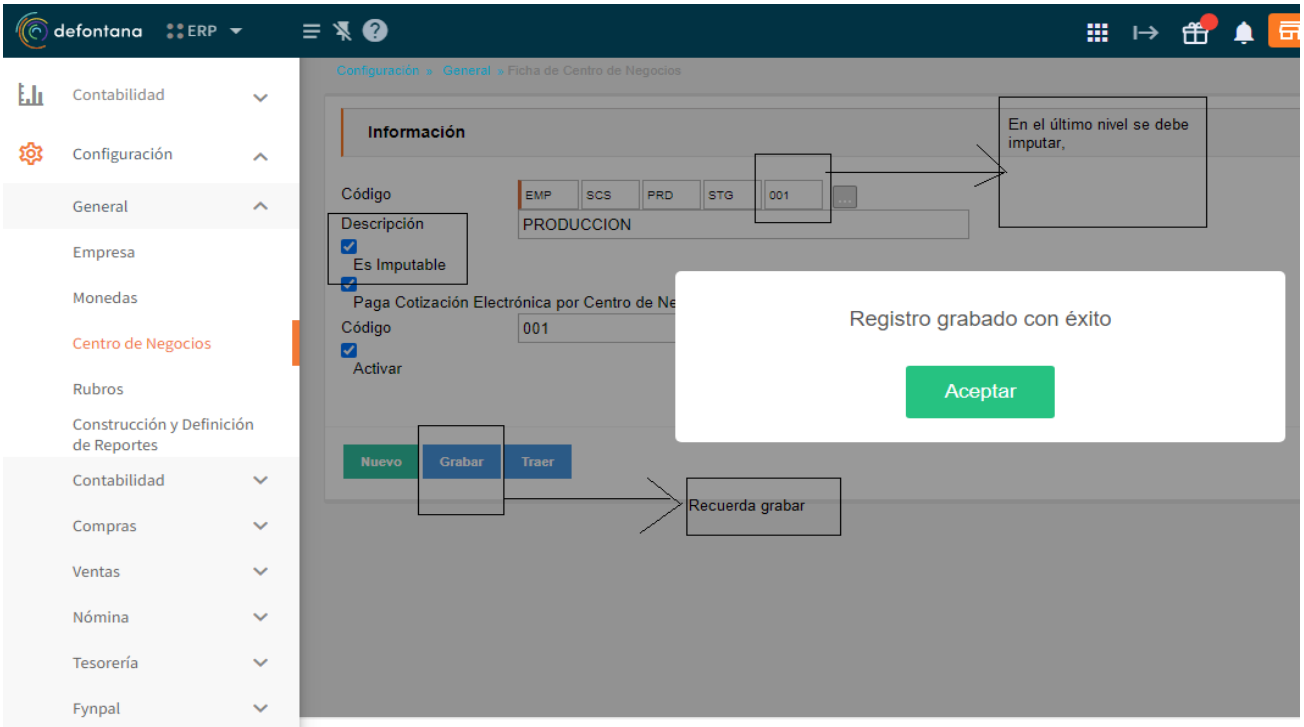 defontana ERP
Contabilidad
Configuración
General
Empresa
Monedas
Centro de Negocios
Rubros
Construcción y Definición
de Reportes
Contabilidad
Compras
Ventas
Nómina
Tesorería
Fynpal
Configuración » General » Ficha de Centro de Negocios
Información
En el último nivel se debe
imputar,
Código EMP SCS PRD STG 001 ...
Descripción PRODUCCION
Es Imputable
Paga Cotización Electrónica por Centro de Ne
Código 001
Activar
Registro grabado con éxito
Aceptar
Nuevo Grabar Traer
Recuerda grabar